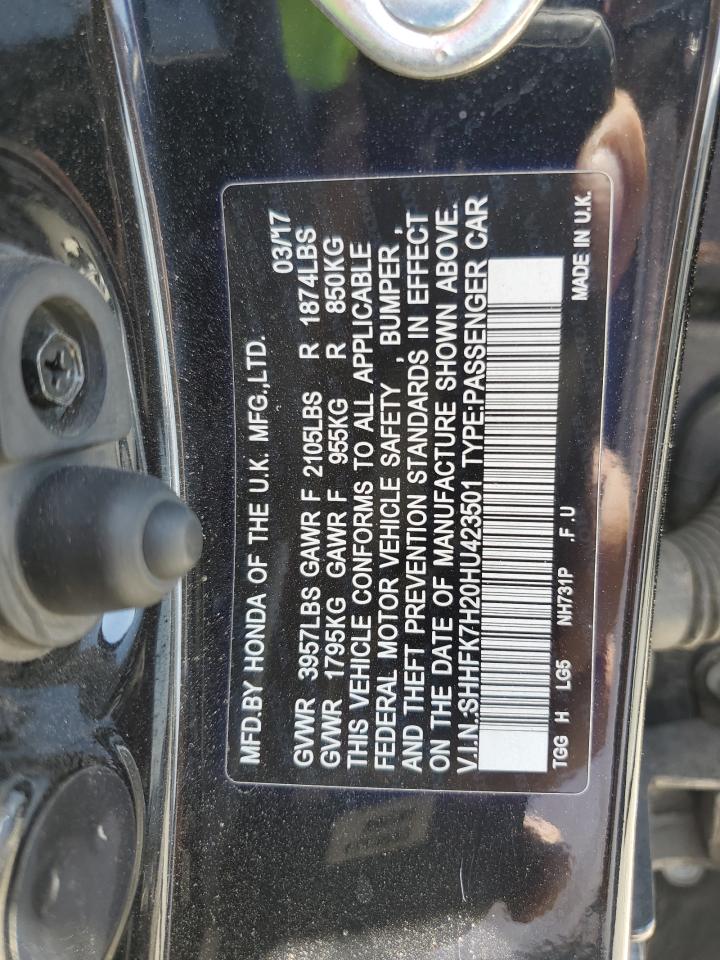 MFD.BY HONDA OF THE U.K. MFG.,LTD. 03/17
GVWR 3957LBS GAWR F 2105LBS R 1874LBS
GVWR 1795KG GAWR F 955KG R 850KG
THIS VEHICLE CONFORMS TO ALL APPLICABLE
FEDERAL MOTOR VEHICLE SAFETY , BUMPER ,
AND THEFT PREVENTION STANDARDS IN EFFECT
ON THE DATE OF MANUFACTURE SHOWN ABOVE.
V.I.N.:SHHFK7H20HU423501 TYPE:PASSENGER CAR
TGG H LG5 NH731P .F .U MADE IN U.K.